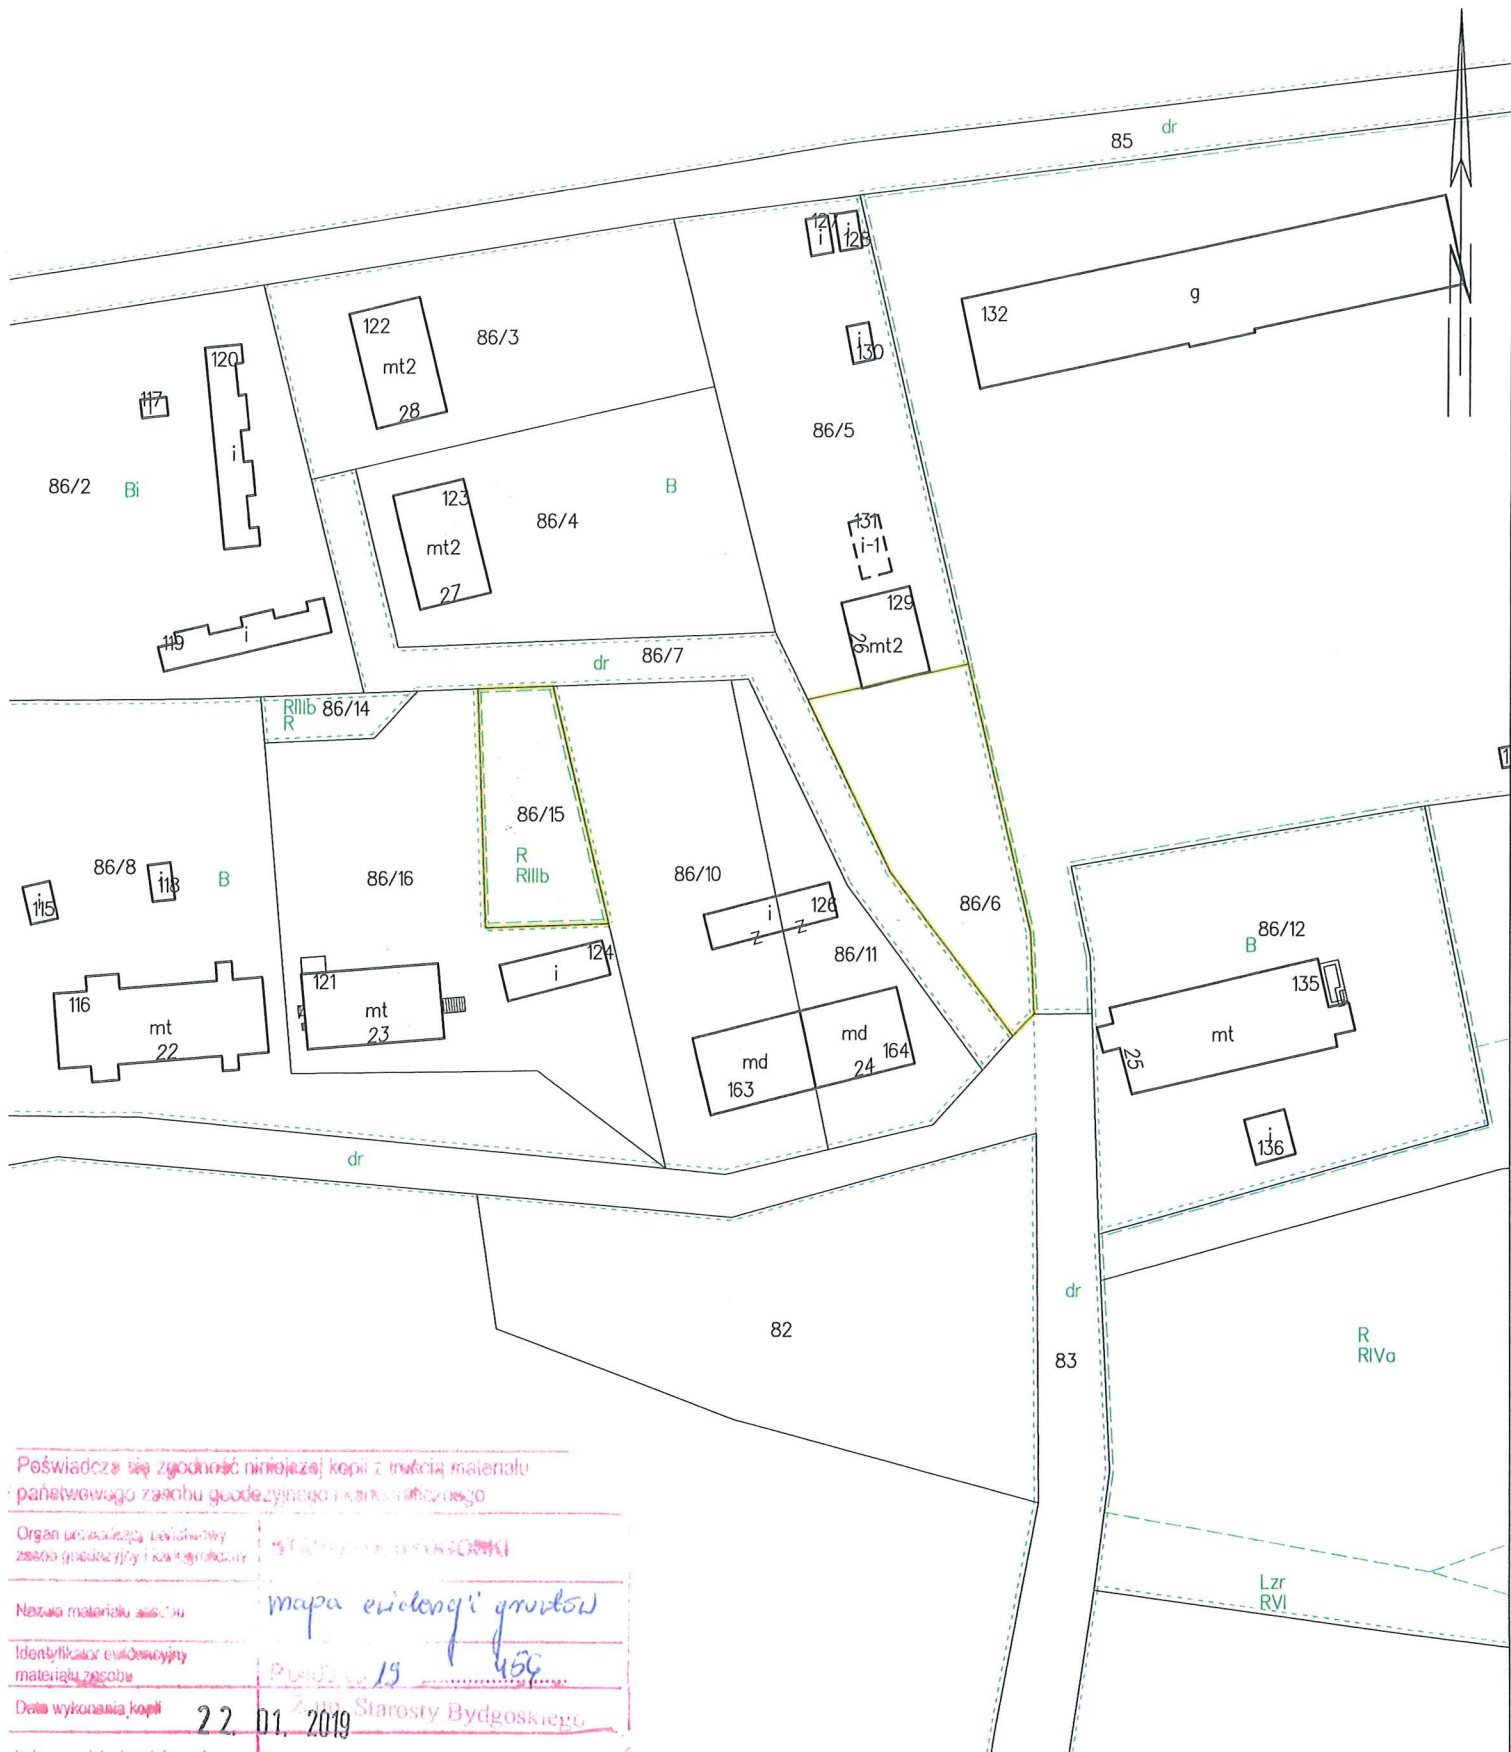 85 dr
127 i
i 128
132 g
122 mt2 28
86/3
i 130
120 i
117 i
86/5
86/2 Bi
B
123 mt2 27
86/4
131 i-1
129 mt2 26
119 i
dr 86/7
RIIIb 86/14
R
86/15
R
RIIIb
86/8
i 118
B
86/16
86/10
i 115
86/6
i 126
z z
86/12
B
86/11
124 i
121 mt 23
116 mt 22
135 mt 25
md 163
md 164 24
i 136
dr
dr
82
83
R
RIVa
Lzr
RVI
Poświadcza się zgodność niniejszej kopii z treścią materiału
państwowego zasobu geodezyjnego i kartograficznego
Organ prowadzący państwowy
zasób geodezyjny i kartograficzny
Nazwa materiału zasobu mapa ewidencji gruntów
Identyfikator ewidencyjny
materiału zasobu 19
Data wykonania kopii 22. 01. 2019 Z up. Starosty Bydgoskiego